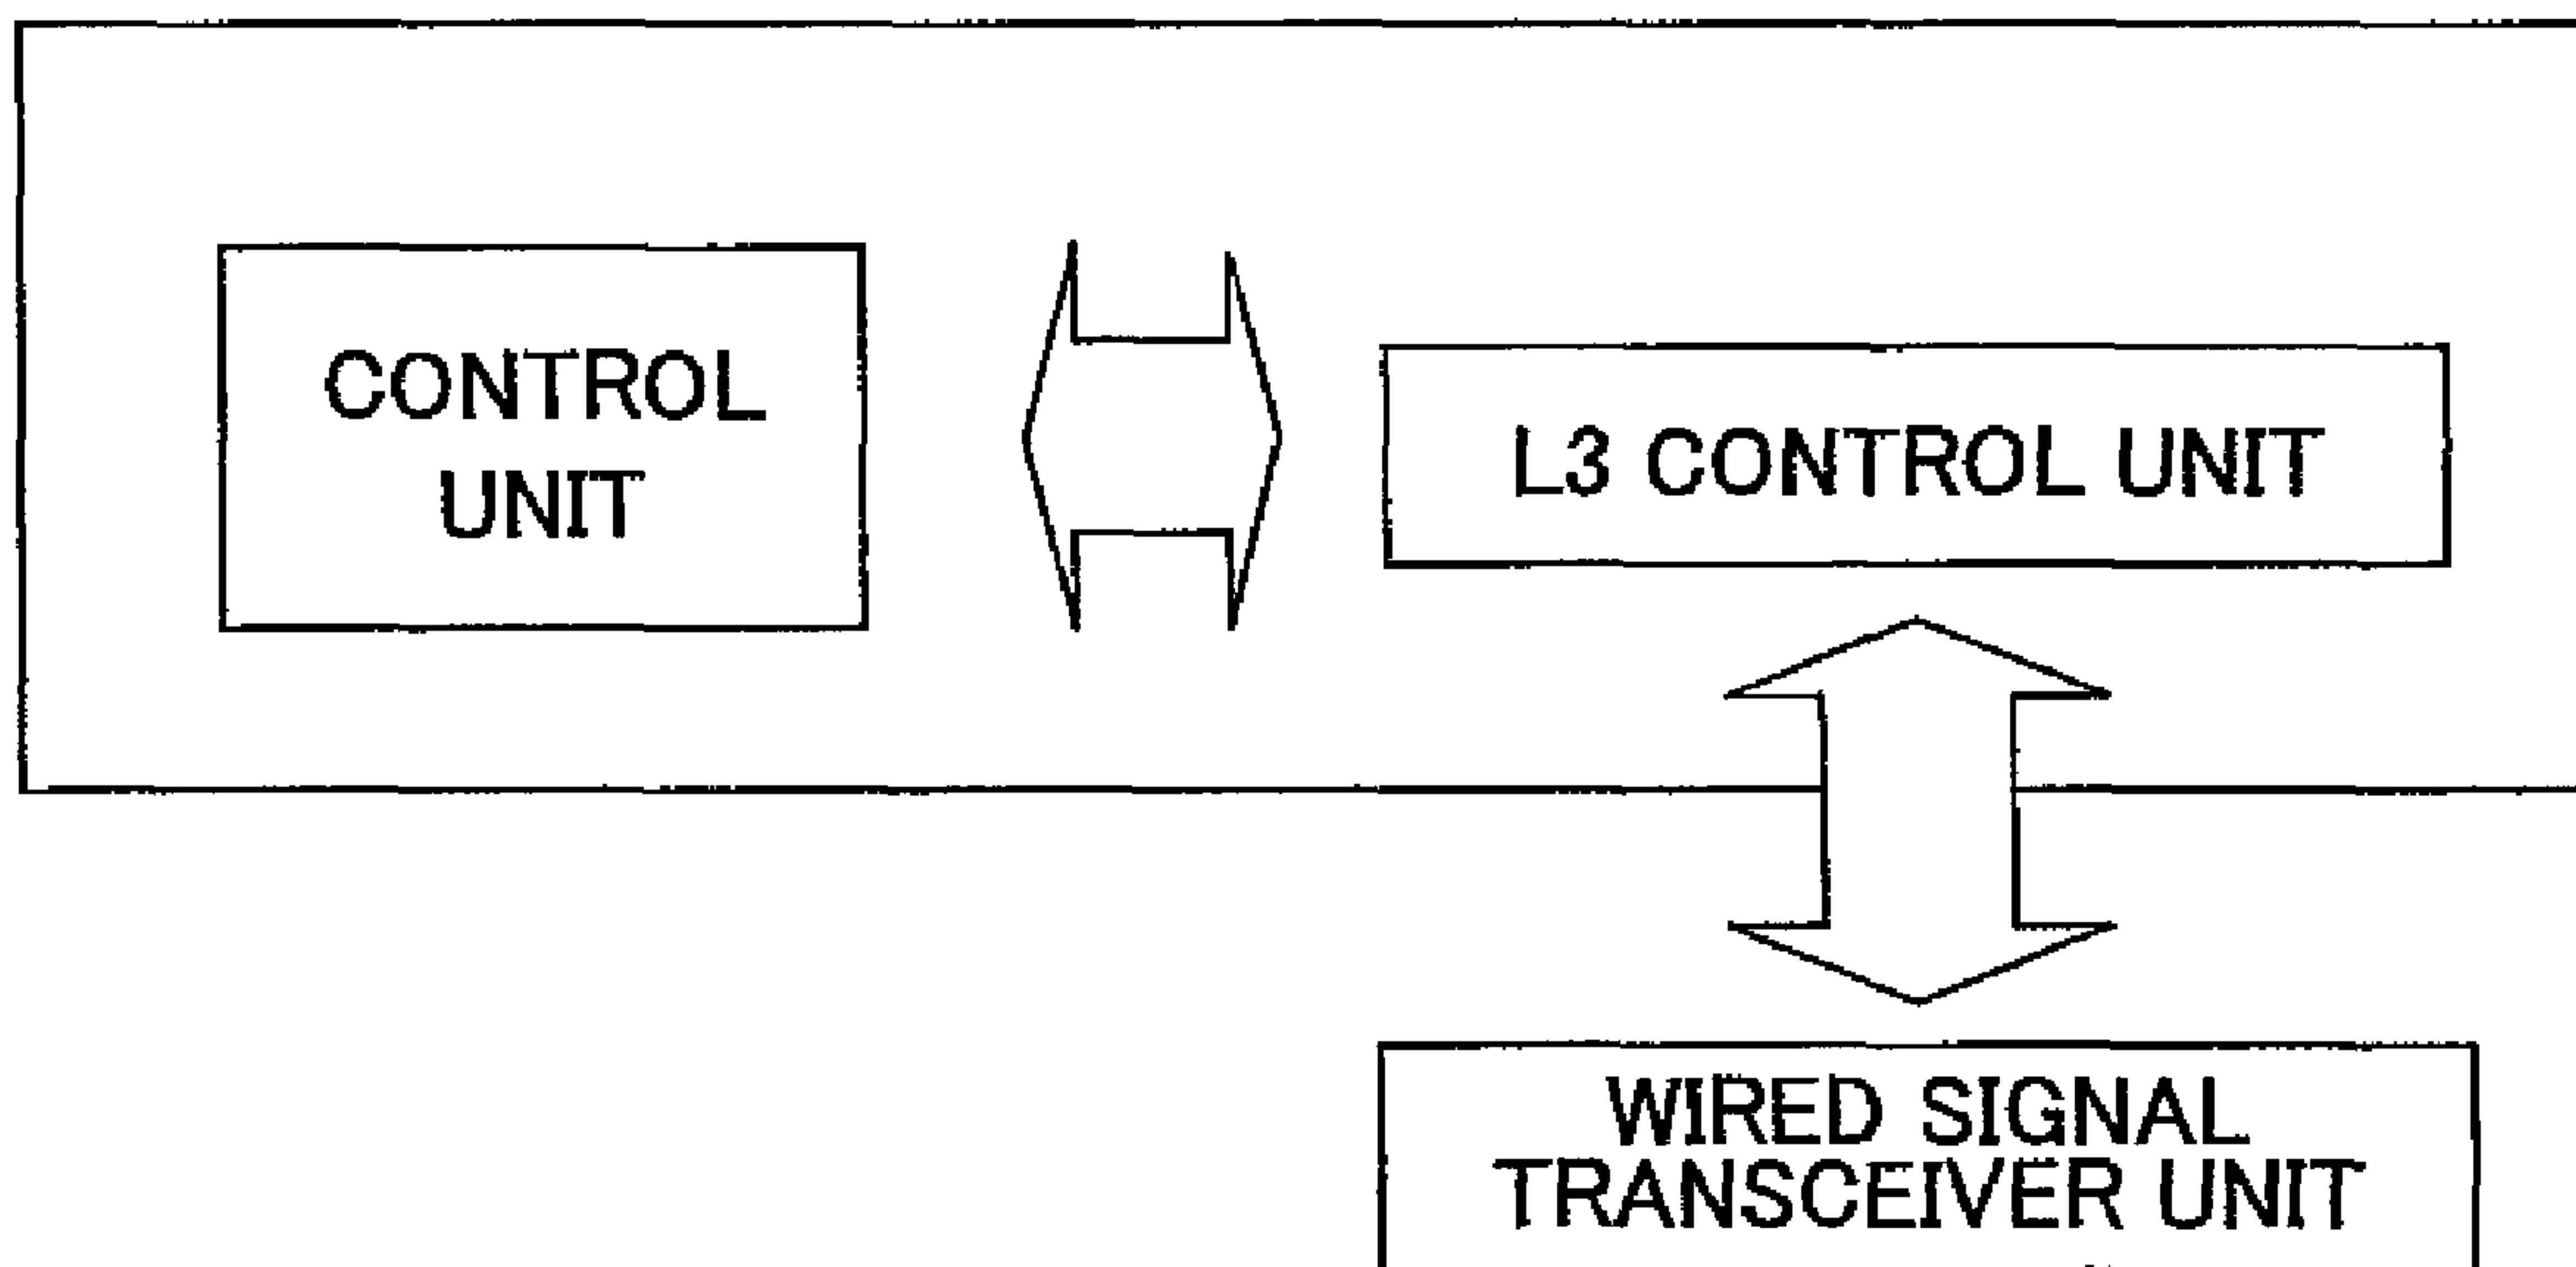 CONTROL
UNIT
L3 CONTROL UNIT
WIRED SIGNAL
TRANSCEIVER UNIT